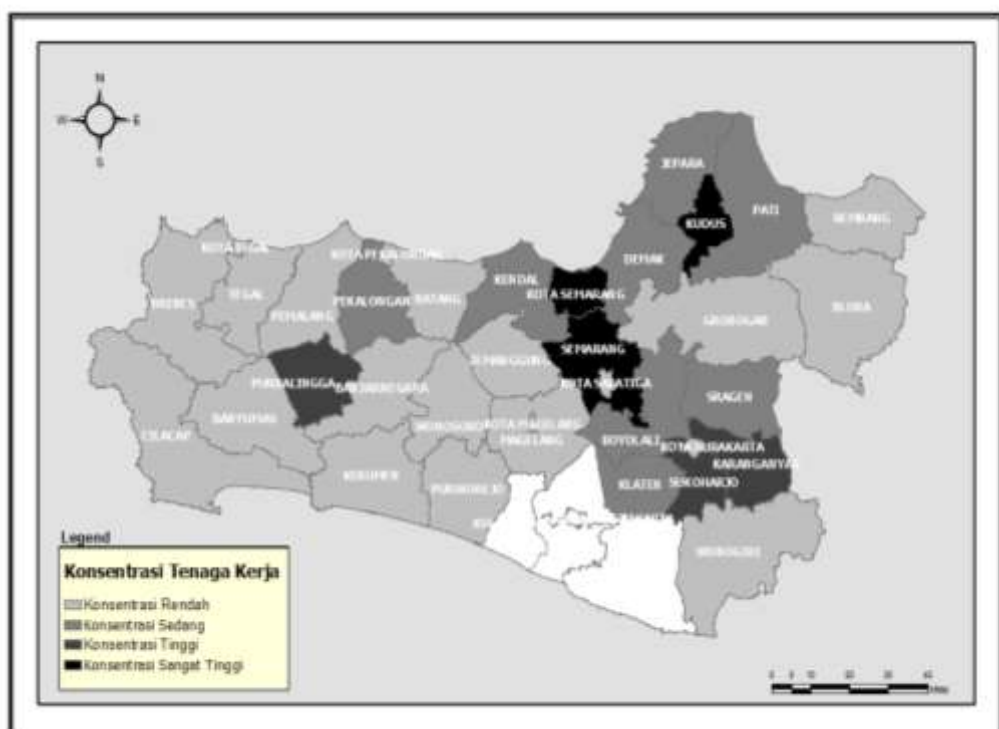 N
W E
S
JEPARA
PATI
KUDUS
REMBANG
DEMAK
KOTA TEGAL
KOTA PEKALONGAN
KENDAL
KOTA SEMARANG
TEGAL
BREBES
PEKALONGAN
BATANG
BLORA
PEMALANG
GROBOGAN
SEMARANG
TEMANGGUNG
PURBALINGGA
BANJARNEGARA
KOTA SALATIGA
SRAGEN
BANYUMAS
WONOSOBO
KOTA MAGELANG
MAGELANG
CILACAP
BOYOLALI
KOTA SURAKARTA
KARANGANYAR
KEBUMEN
PURWOREJO
KLATEN
SUKOHARJO
WONOGIRI
Legend
Konsentrasi Tenaga Kerja
Konsentrasi Rendah
Konsentrasi Sedang
Konsentrasi Tinggi
Konsentrasi Sangat Tinggi